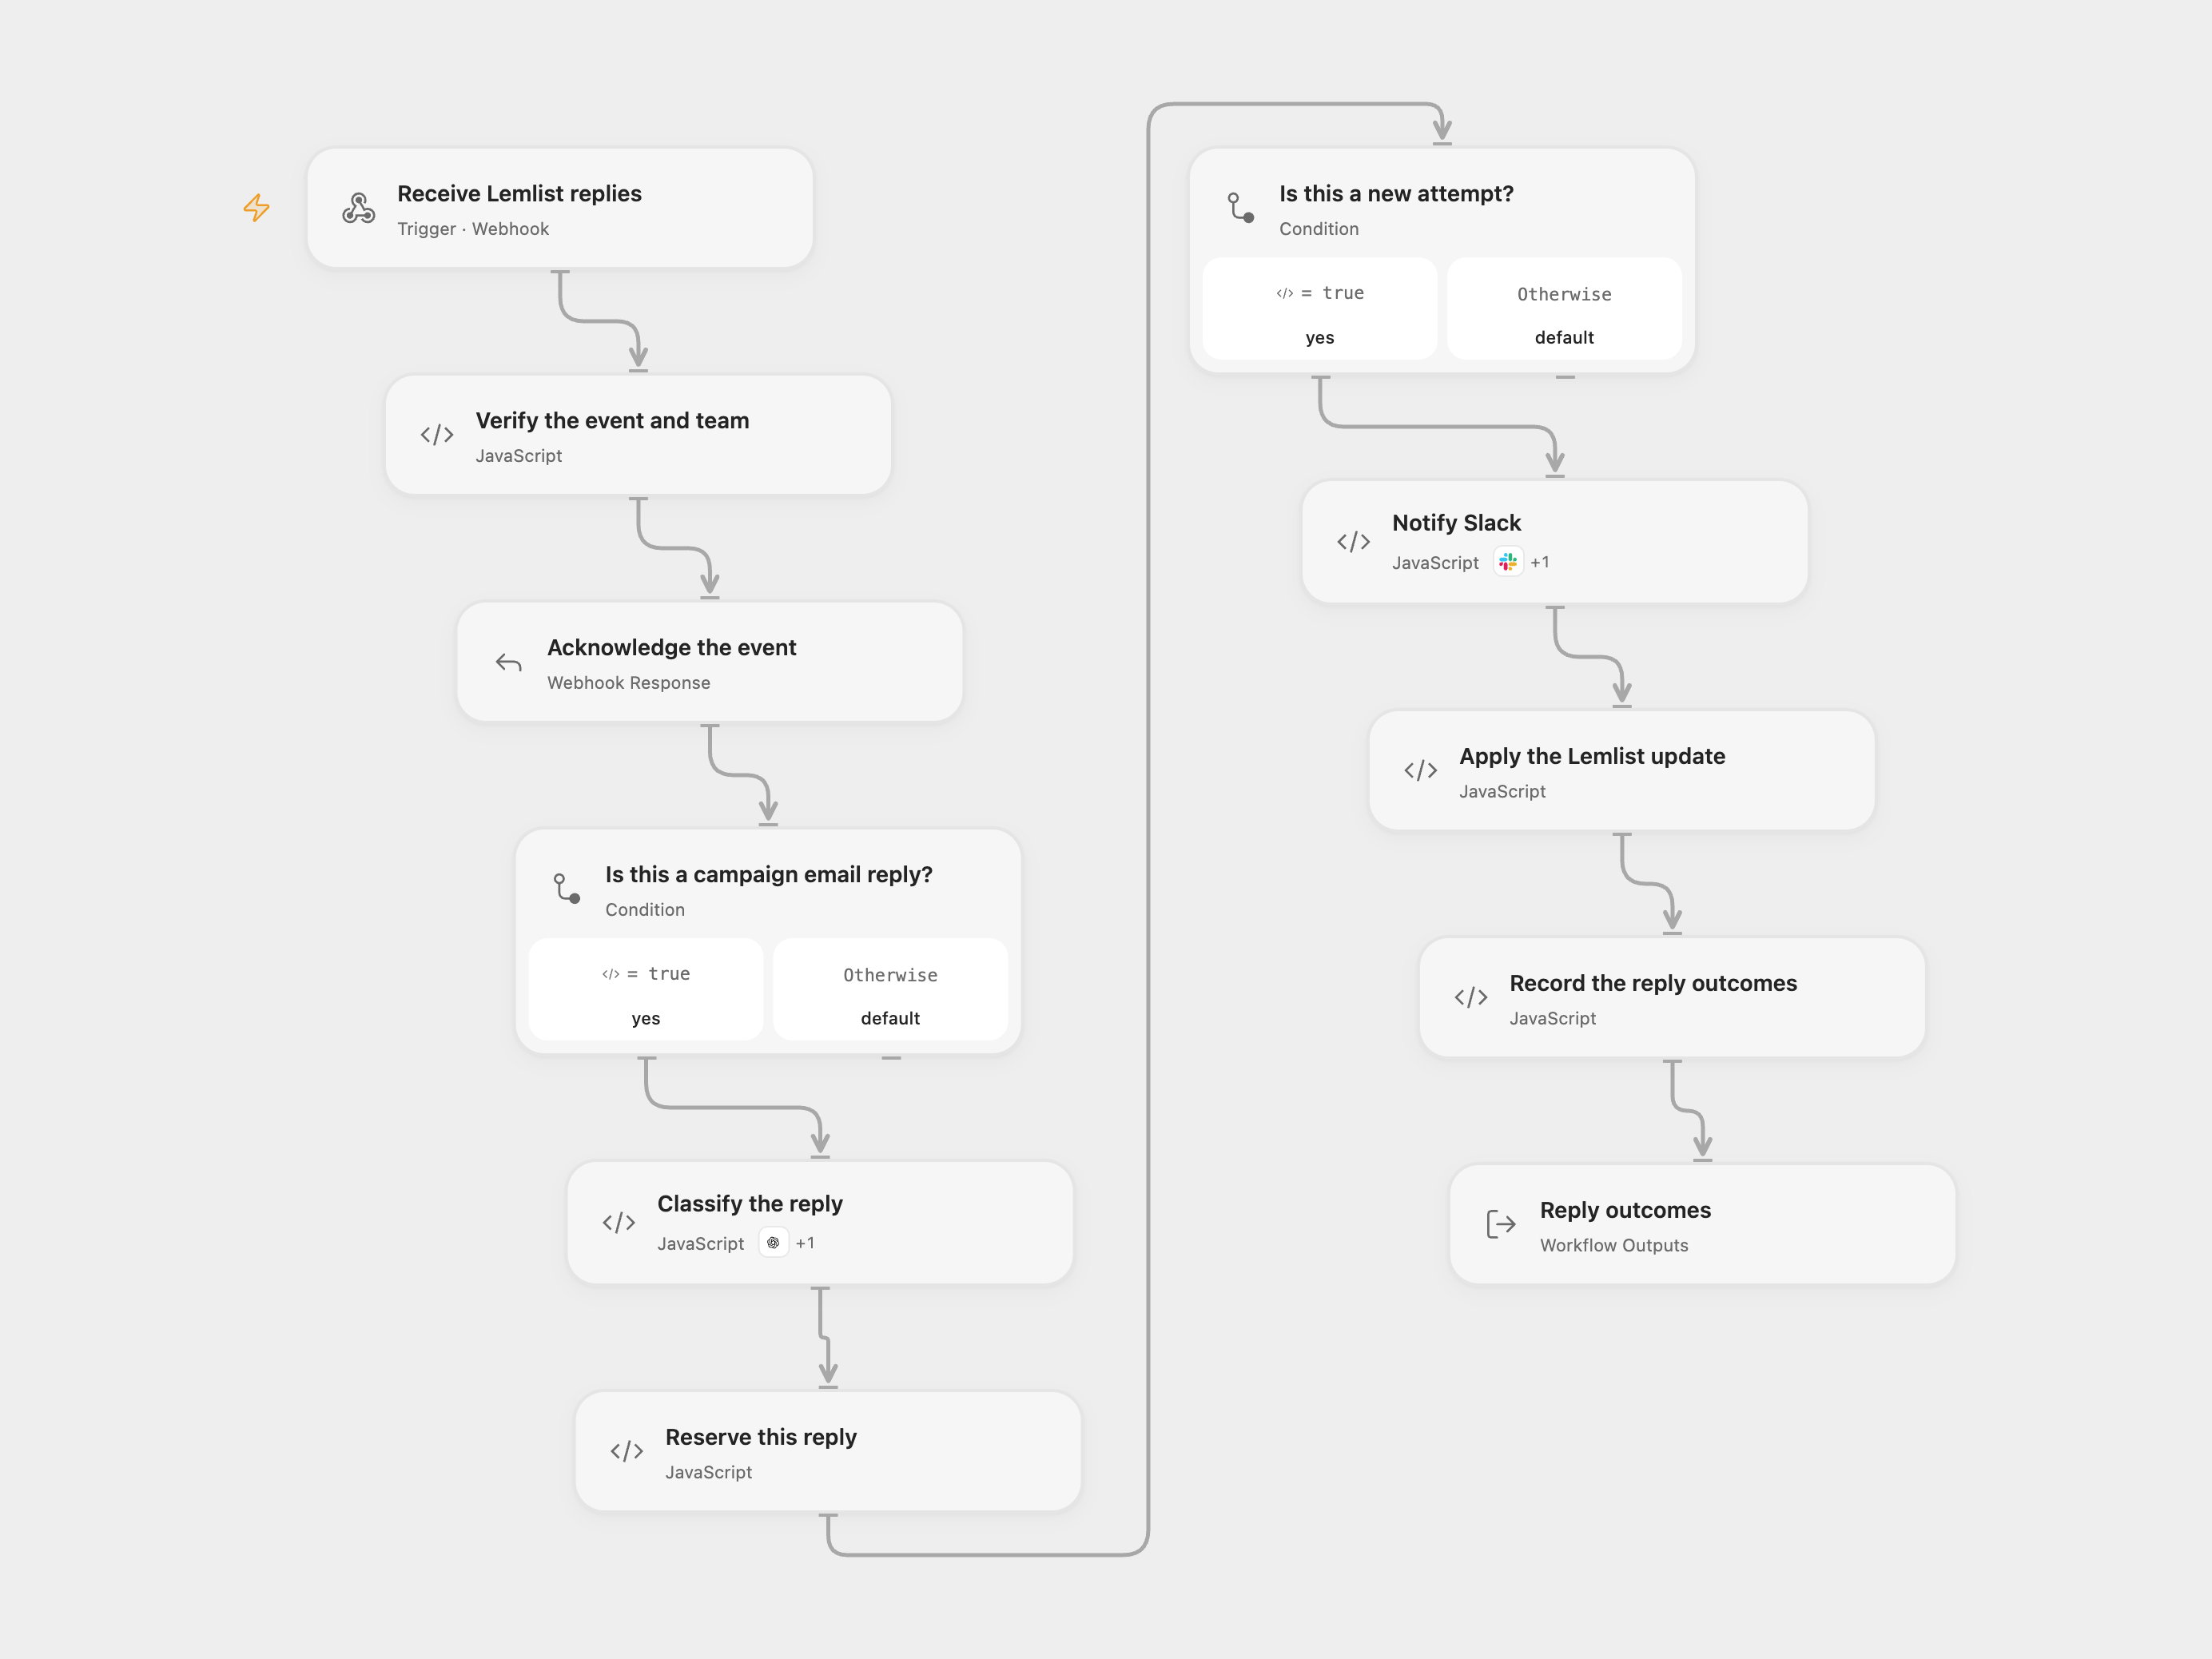 Receive Lemlist replies
Trigger · Webhook
Verify the event and team
JavaScript
Acknowledge the event
Webhook Response
Is this a campaign email reply?
Condition
</> = true
yes
Otherwise
default
Classify the reply
JavaScript +1
Reserve this reply
JavaScript
Is this a new attempt?
Condition
</> = true
yes
Otherwise
default
Notify Slack
JavaScript +1
Apply the Lemlist update
JavaScript
Record the reply outcomes
JavaScript
Reply outcomes
Workflow Outputs